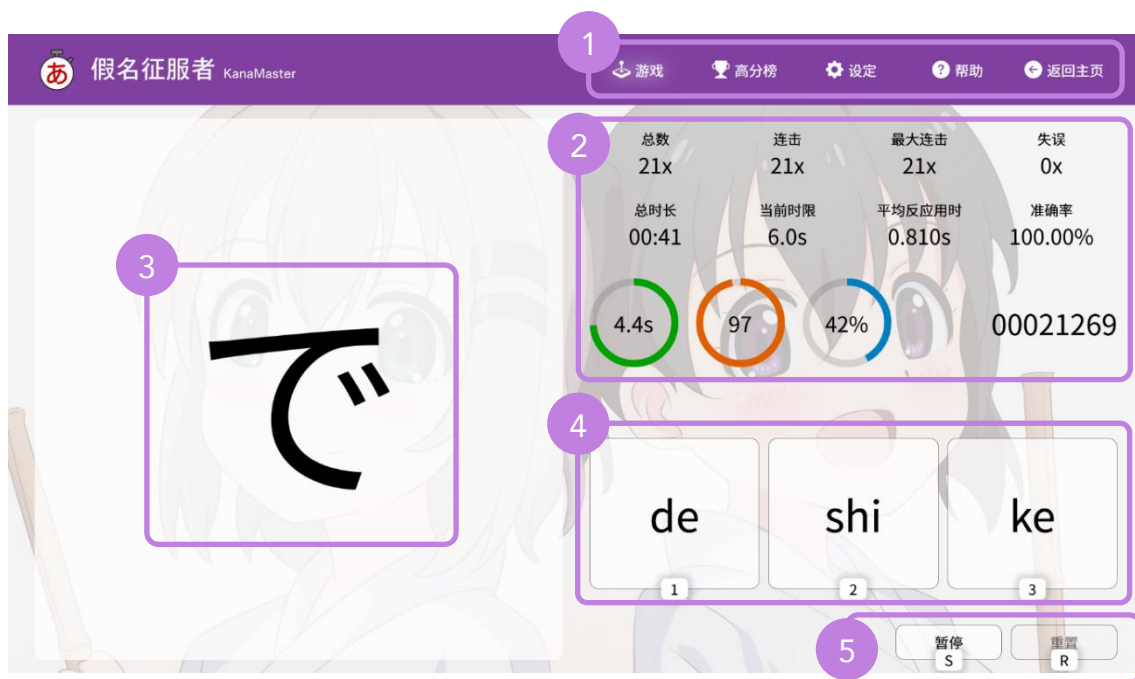 1
假名征服者 KanaMaster
游戏 高分榜 设定 帮助 返回主页
2
总数 连击 最大连击 失误
21x 21x 21x 0x
总时长 当前时限 平均反应用时 准确率
00:41 6.0s 0.810s 100.00%
4.4s 97 42% 00021269
3
で
4
de shi ke
1 2 3
5
暂停 重置
S R